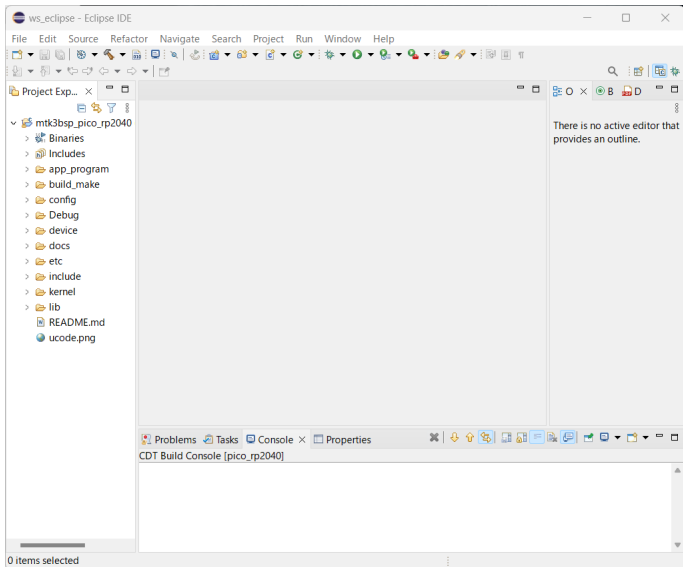 ws_eclipse - Eclipse IDE
File Edit Source Refactor Navigate Search Project Run Window Help
Project Exp...
O B D
mtk3bsp_pico_rp2040
Binaries
Includes
app_program
build_make
config
Debug
device
docs
etc
include
kernel
lib
README.md
ucode.png
There is no active editor that
provides an outline.
Problems Tasks Console Properties
CDT Build Console [pico_rp2040]
0 items selected